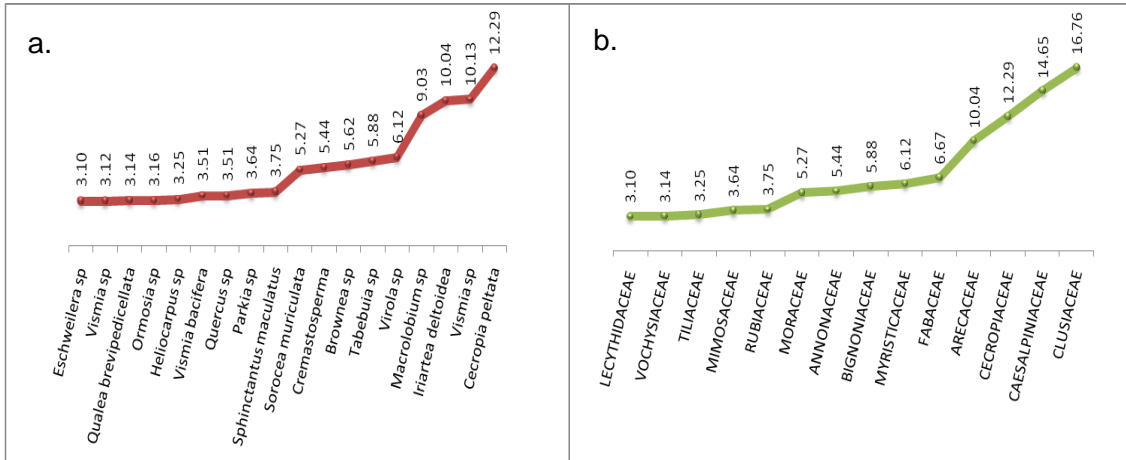 a.
3.10
3.12
3.14
3.16
3.25
3.51
3.51
3.64
3.75
5.27
5.44
5.62
5.88
6.12
9.03
10.04
10.13
12.29
Eschweilera sp
Vismia sp
Qualea brevipedicellata
Ormosia sp
Heliocarpus sp
Vismia bacifera
Quercus sp
Parkia sp
Sphinctantus maculatus
Sorocea muriculata
Cremastosperma
Brownea sp
Tabebuia sp
Virola sp
Macrolobium sp
Iriartea deltoidea
Vismia sp
Cecropia peltata
b.
3.10
3.14
3.25
3.64
3.75
5.27
5.44
5.88
6.12
6.67
10.04
12.29
14.65
16.76
LECYTHIDACEAE
VOCHYSIACEAE
TILIACEAE
MIMOSACEAE
RUBIACEAE
MORACEAE
ANNONACEAE
BIGNONIACEAE
MYRISTICACEAE
FABACEAE
ARECACEAE
CECROPIACEAE
CAESALPINIACEAE
CLUSIACEAE